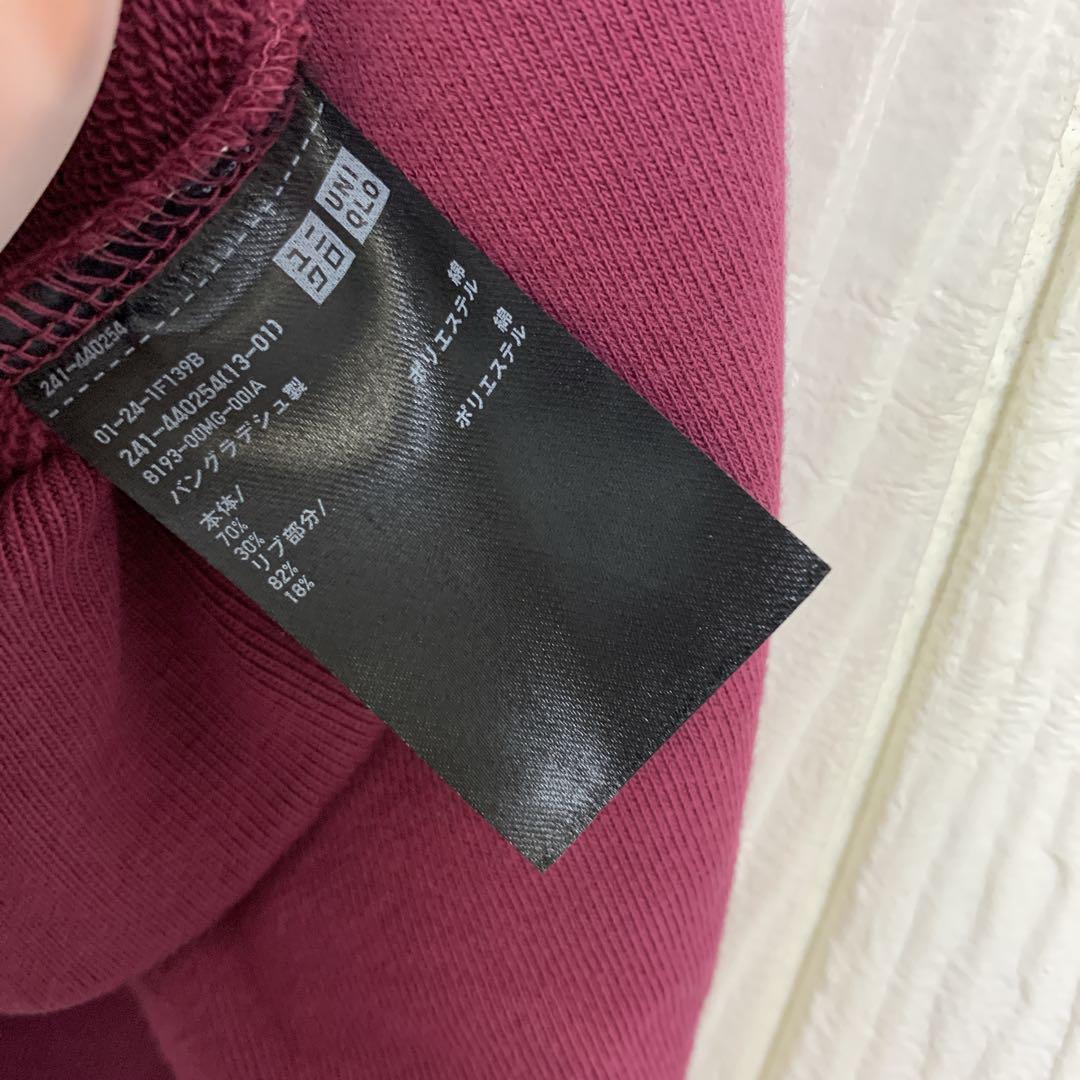 ユニ
クロ
UNI
QLO
241-440254
01-24-1F139B
241-440254(13-01)
8193-00MG-00IA
バングラデシュ製
本体/
70% 綿
30% ポリエステル
リブ部分/
82% 綿
18% ポリエステル